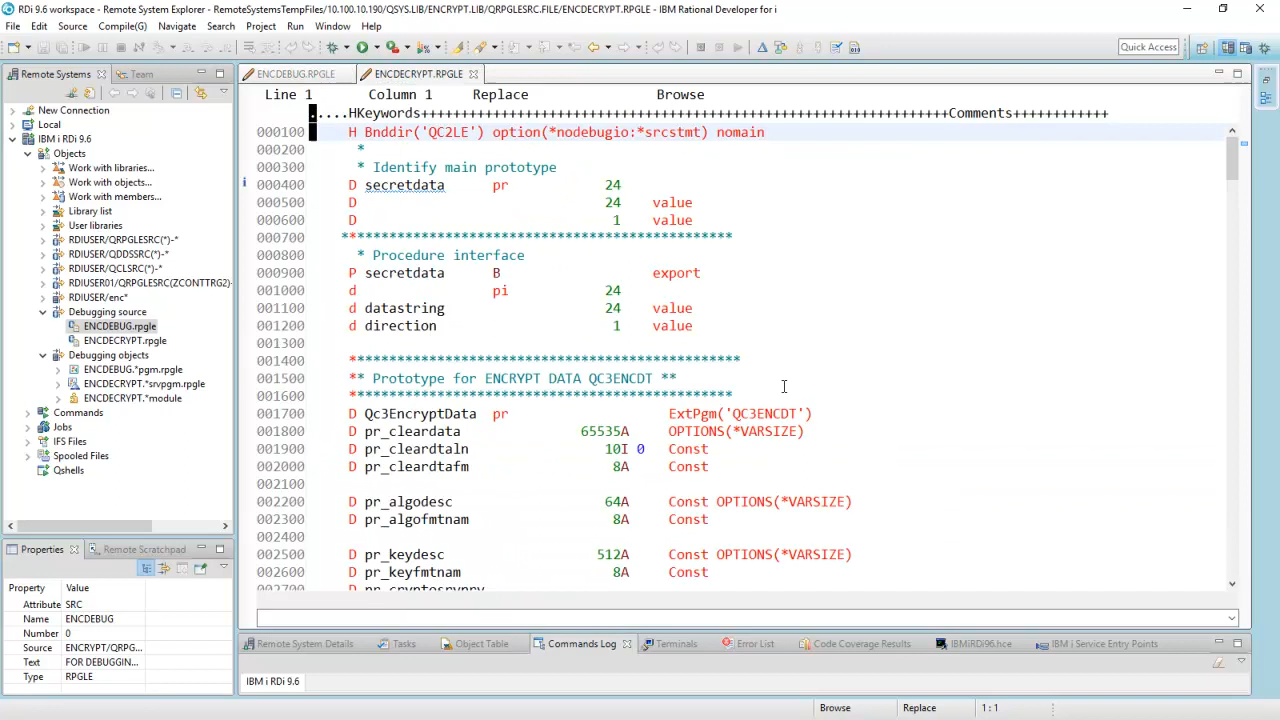 RDi 9.6 workspace - RemoteSystemsTempFiles/10.100.10.190/QSYS.LIB/ENCRYPT.LIB/QRPGLESRC.FILE/ENCDECRYPT.RPGLE - IBM Rational Developer for i
File Edit Source Compile(G) Navigate Search Project Run Window Help
Quick Access
Remote Systems Team
New Connection
Local
IBM i RDi 9.6
Objects
Work with libraries...
Work with objects...
Work with members...
Library list
User libraries
RDIUSER/QRPGLESRC(*)-*
RDIUSER/QDDSSRC(*)-*
RDIUSER/QCLSRC(*)-*
RDIUSER01/RQPGLESRC(ZCONTTRG2)-
RDIUSER/enc*
Debugging source
ENCDEBUG.rpgle
ENCDECRYPT.rpgle
Debugging objects
ENCDEBUG.*pgm.rpgle
ENCDECRYPT.*srvpgm.rpgle
ENCDECRYPT.*module
Commands
Jobs
IFS Files
Spooled Files
Qshells
Properties Remote Scratchpad
Property Value
Attribute SRC
Name ENCDEBUG
Number 0
Source ENCRYPT/QRPG...
Text FOR DEBUGGIN...
Type RPGLE
ENCDEBUG.RPGLE ENCDECRYPT.RPGLE
Line 1 Column 1 Replace Browse
.....HKeywords++++++++++++++++++++++++++++++++++++++++++++++++++++++++++++++++++Comments++++++++++++
000100 H Bnddir('QC2LE') option(*nodebugio:*srcstmt) nomain
000200 *
000300 * Identify main prototype
000400 D secretdata pr 24
000500 D 24 value
000600 D 1 value
000700 *************************************************
000800 * Procedure interface
000900 P secretdata B export
001000 d pi 24
001100 d datastring 24 value
001200 d direction 1 value
001300
001400 *************************************************
001500 ** Prototype for ENCRYPT DATA QC3ENCDT **
001600 ************************************************
001700 D Qc3EncryptData pr ExtPgm('QC3ENCDT')
001800 D pr_cleardata 65535A OPTIONS(*VARSIZE)
001900 D pr_cleardtaln 10I 0 Const
002000 D pr_cleardtafm 8A Const
002100
002200 D pr_algodesc 64A Const OPTIONS(*VARSIZE)
002300 D pr_algofmtnam 8A Const
002400
002500 D pr_keydesc 512A Const OPTIONS(*VARSIZE)
002600 D pr_keyfmtnam 8A Const
002700 D pr_cryptosrvprv
Remote System Details Tasks Object Table Commands Log Terminals Error List Code Coverage Results IBMiRDi96.hce IBM i Service Entry Points
IBM i RDi 9.6
Browse Replace 1 : 1